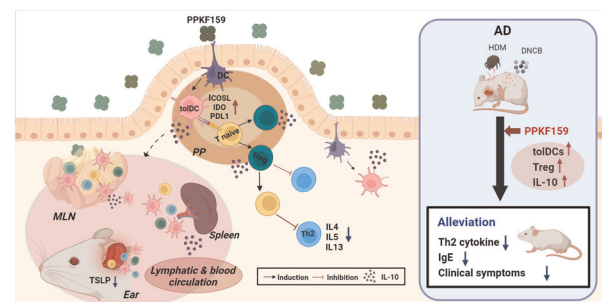 PPKF159
DC
tolDC
ICOSL
IDO
PDL1
T naive
PP
Treg
Th2
IL4
IL5
IL13
MLN
Spleen
TSLP
Ear
Lymphatic & blood
circulation
Induction
Inhibition
IL-10
AD
HDM
DNCB
PPKF159
tolDCs
Treg
IL-10
Alleviation
Th2 cytokine
IgE
Clinical symptoms